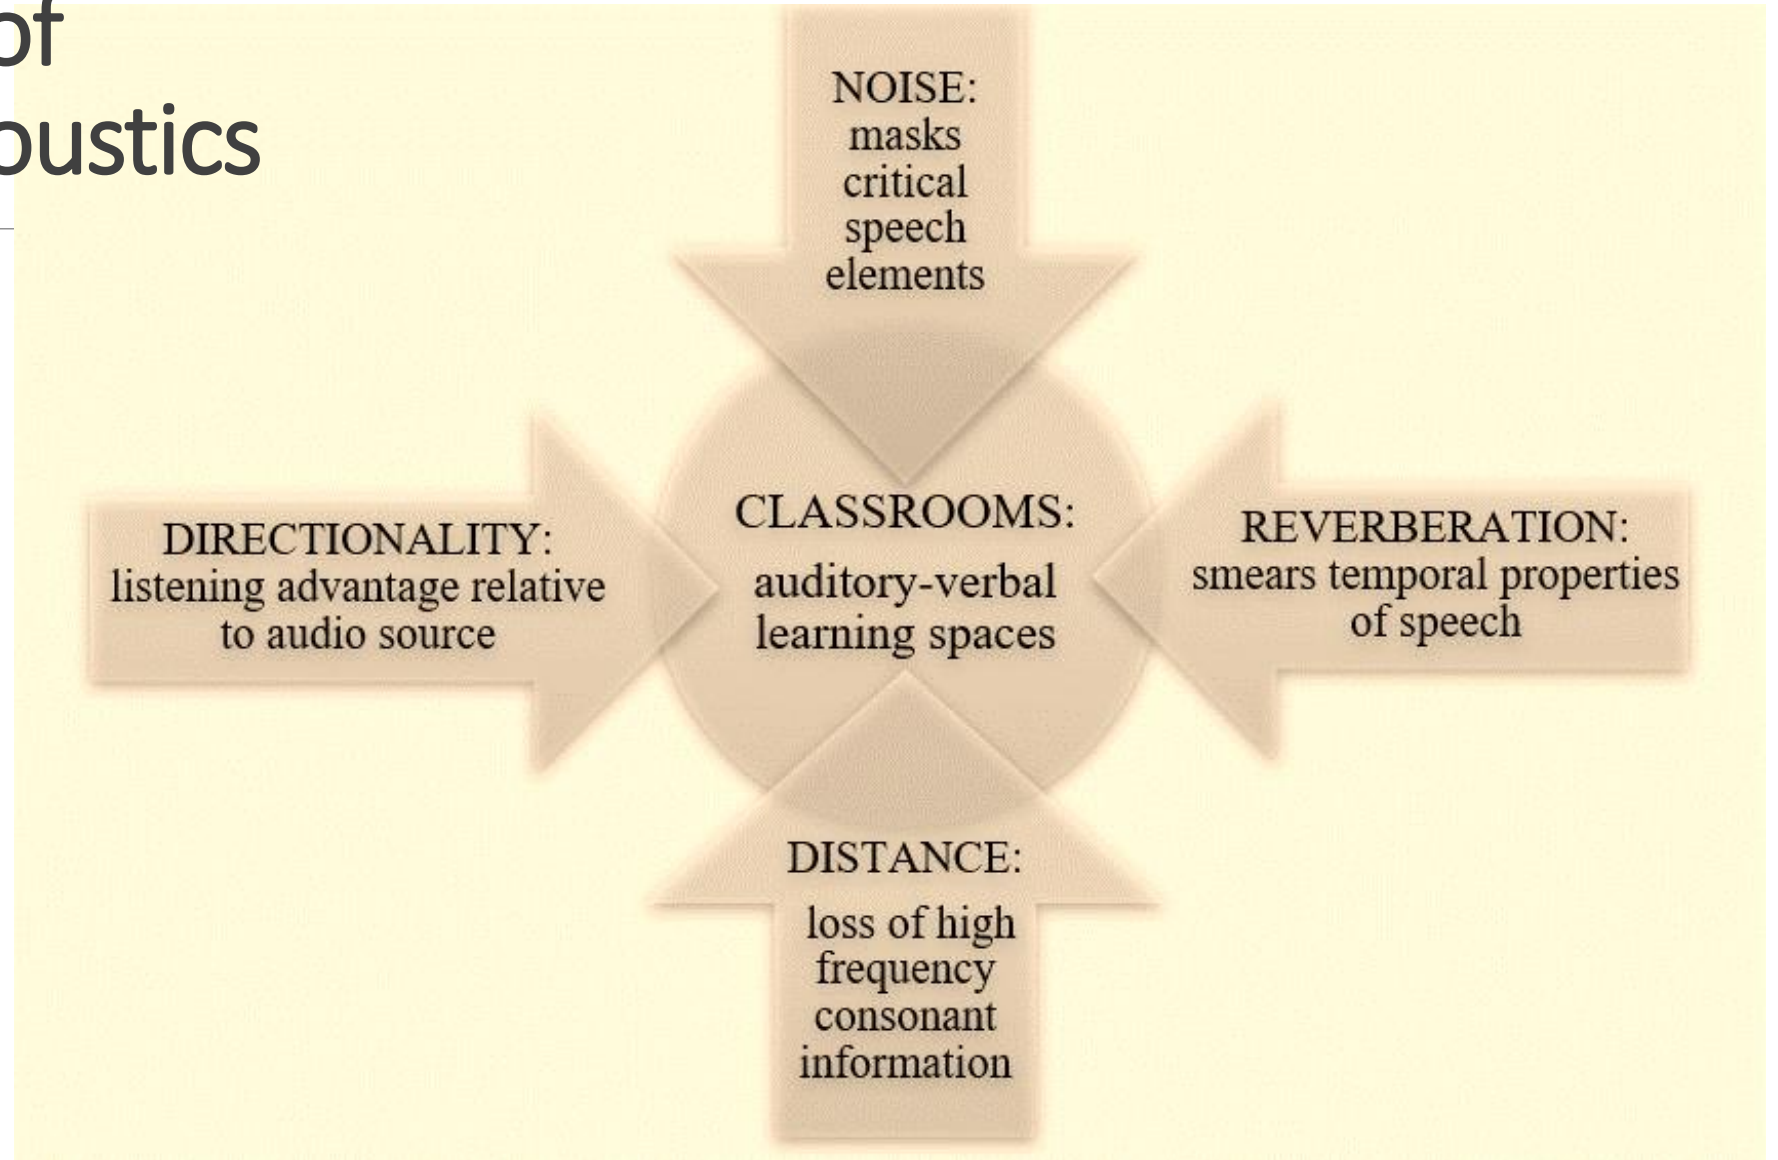 of
oustics
NOISE:
masks
critical
speech
elements
DIRECTIONALITY:
listening advantage relative
to audio source
CLASSROOMS:
auditory-verbal
learning spaces
REVERBERATION:
smears temporal properties
of speech
DISTANCE:
loss of high
frequency
consonant
information